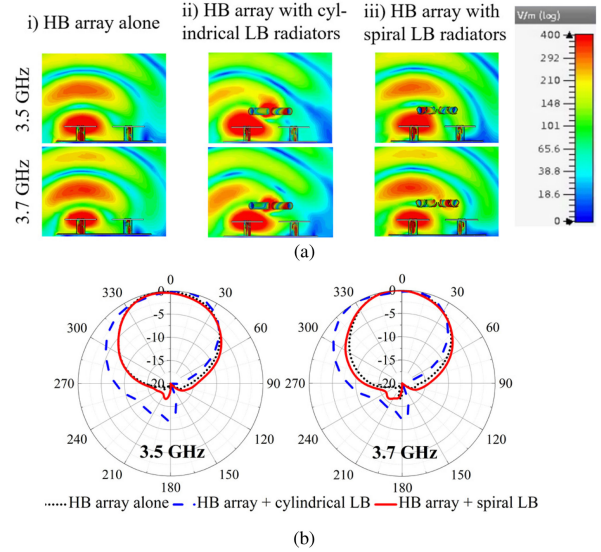 i) HB array alone
ii) HB array with cyl-
indrical LB radiators
iii) HB array with
spiral LB radiators
V/m (log)
400
292
210
148
101
65.6
38.8
18.6
0
3.5 GHz
3.7 GHz
(a)
0
30
60
90
120
150
180
210
240
270
300
330
0
-5
-10
-15
-20
3.5 GHz
0
30
60
90
120
150
180
210
240
270
300
330
0
-5
-10
-15
-20
3.7 GHz
HB array alone
HB array + cylindrical LB
HB array + spiral LB
(b)